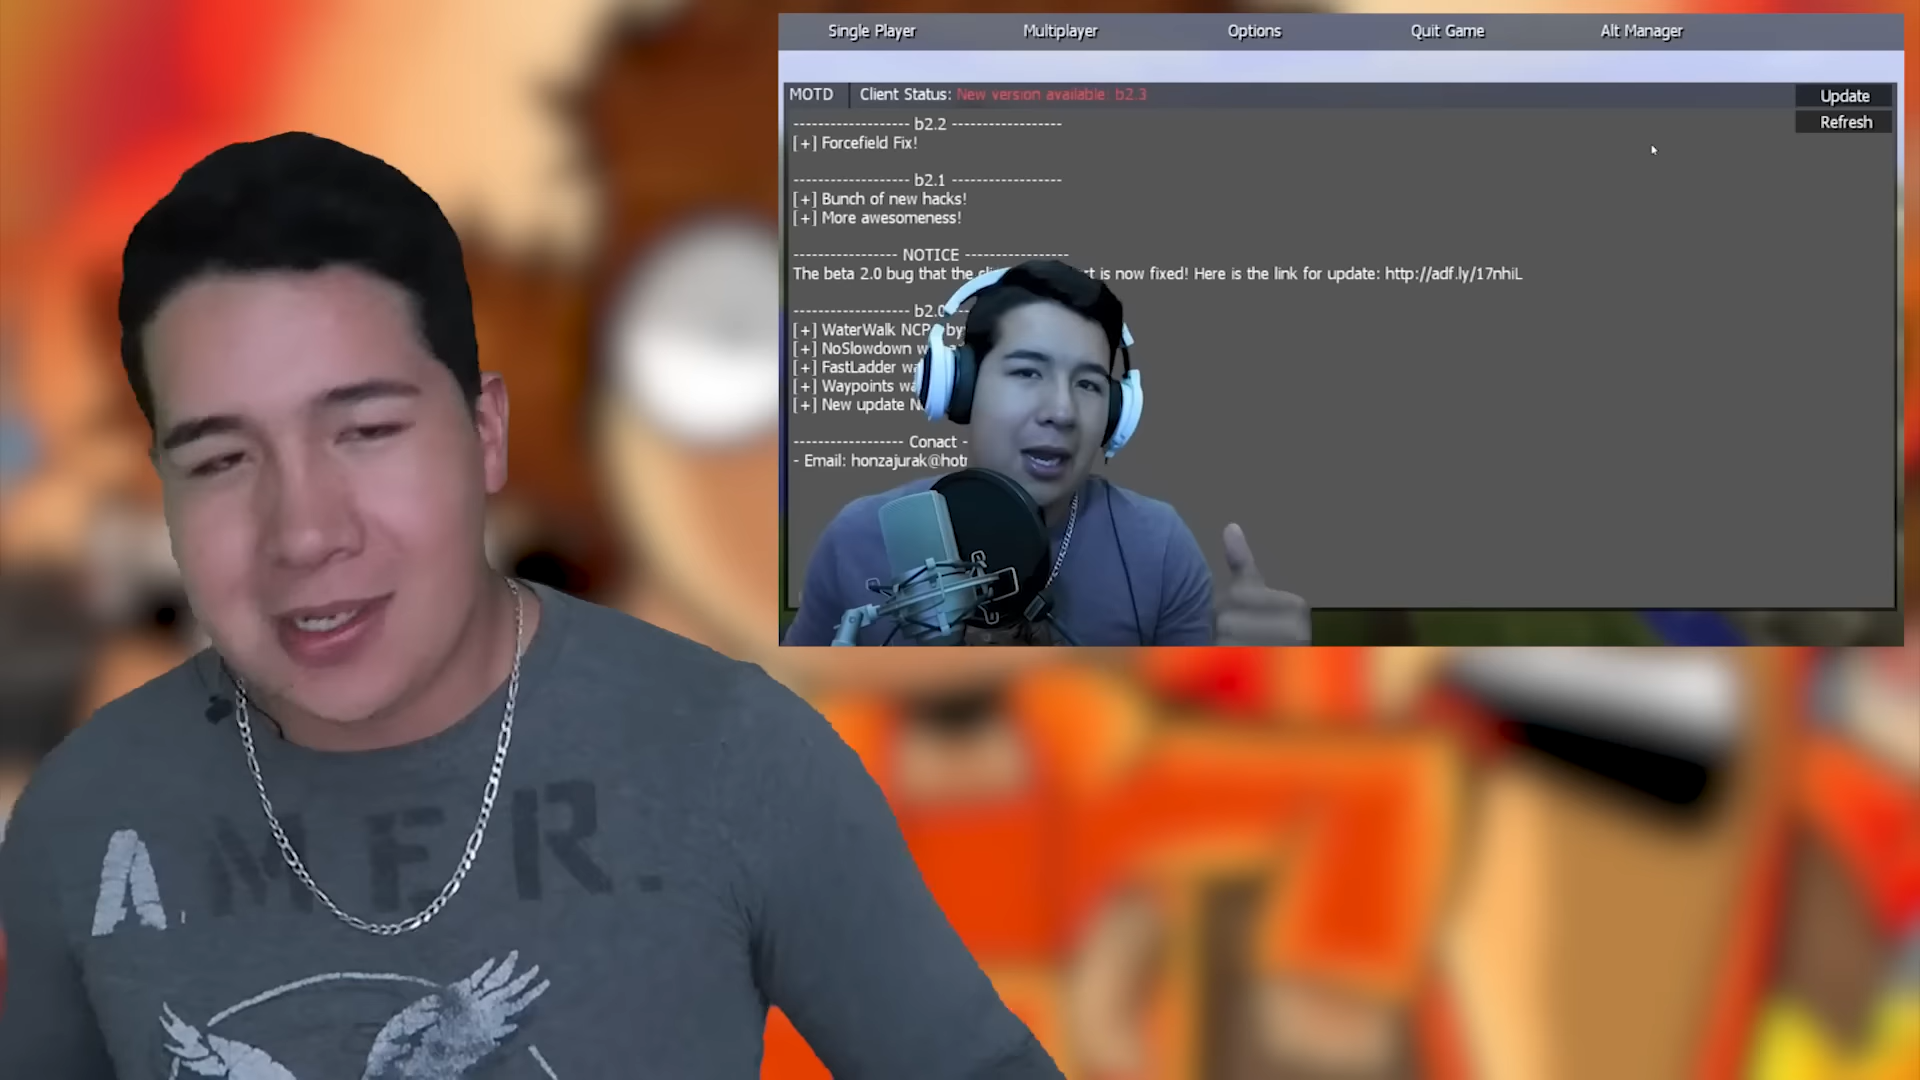 Single Player Multiplayer Options Quit Game Alt Manager
MOTD Client Status: New version available: b2.3 Update
Refresh
------------------- b2.2 ------------------
[+] Forcefield Fix!
------------------- b2.1 ------------------
[+] Bunch of new hacks!
[+] More awesomeness!
----------------- NOTICE -----------------
The beta 2.0 bug that the is now fixed! Here is the link for update: http://adf.ly/17nhiL
------------------- b2.0 --
[+] WaterWalk NCP
[+] NoSlowdown
[+] FastLadder
[+] Waypoints
[+] New update
------------------ Conact -
- Email: honzajurak@hot
AMER.